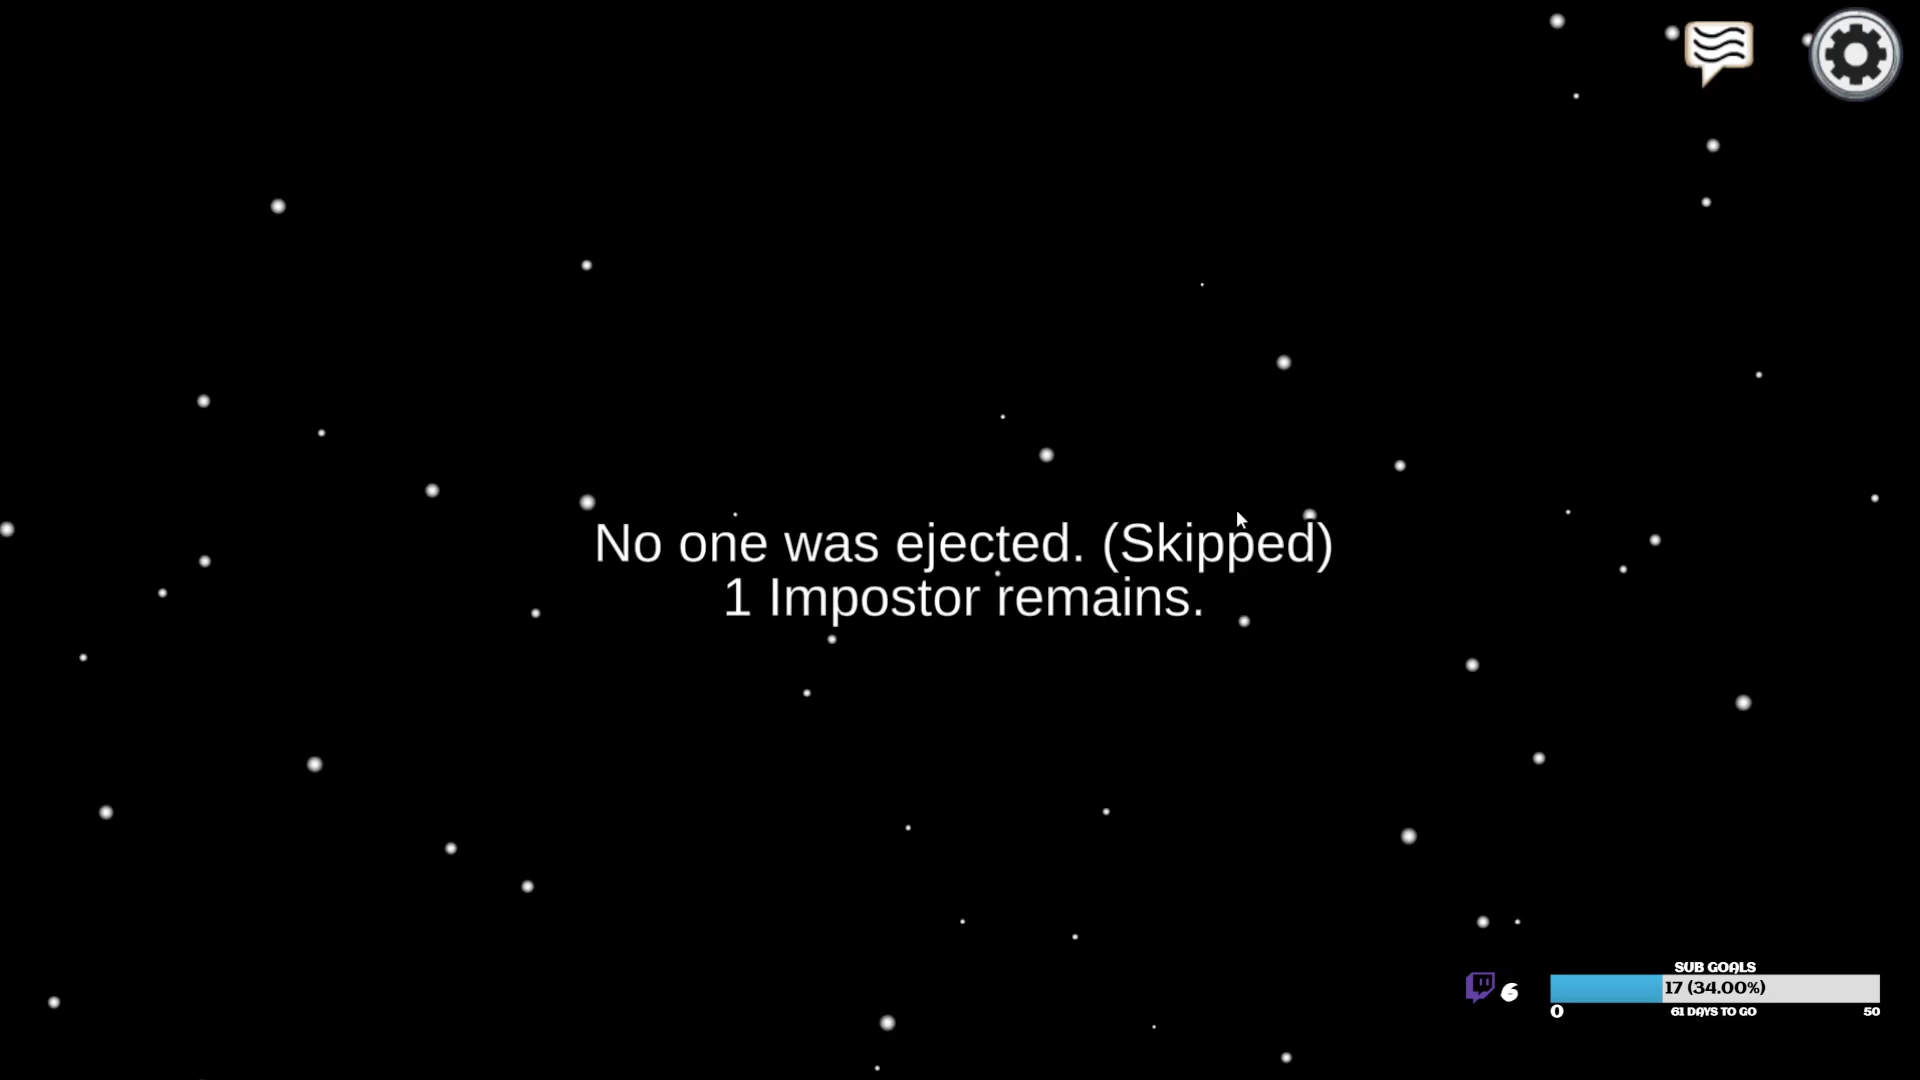 No one was ejected. (Skipped)
1 Impostor remains.
SUB GOALS
6
17 (34.00%)
0
61 DAYS TO GO
50